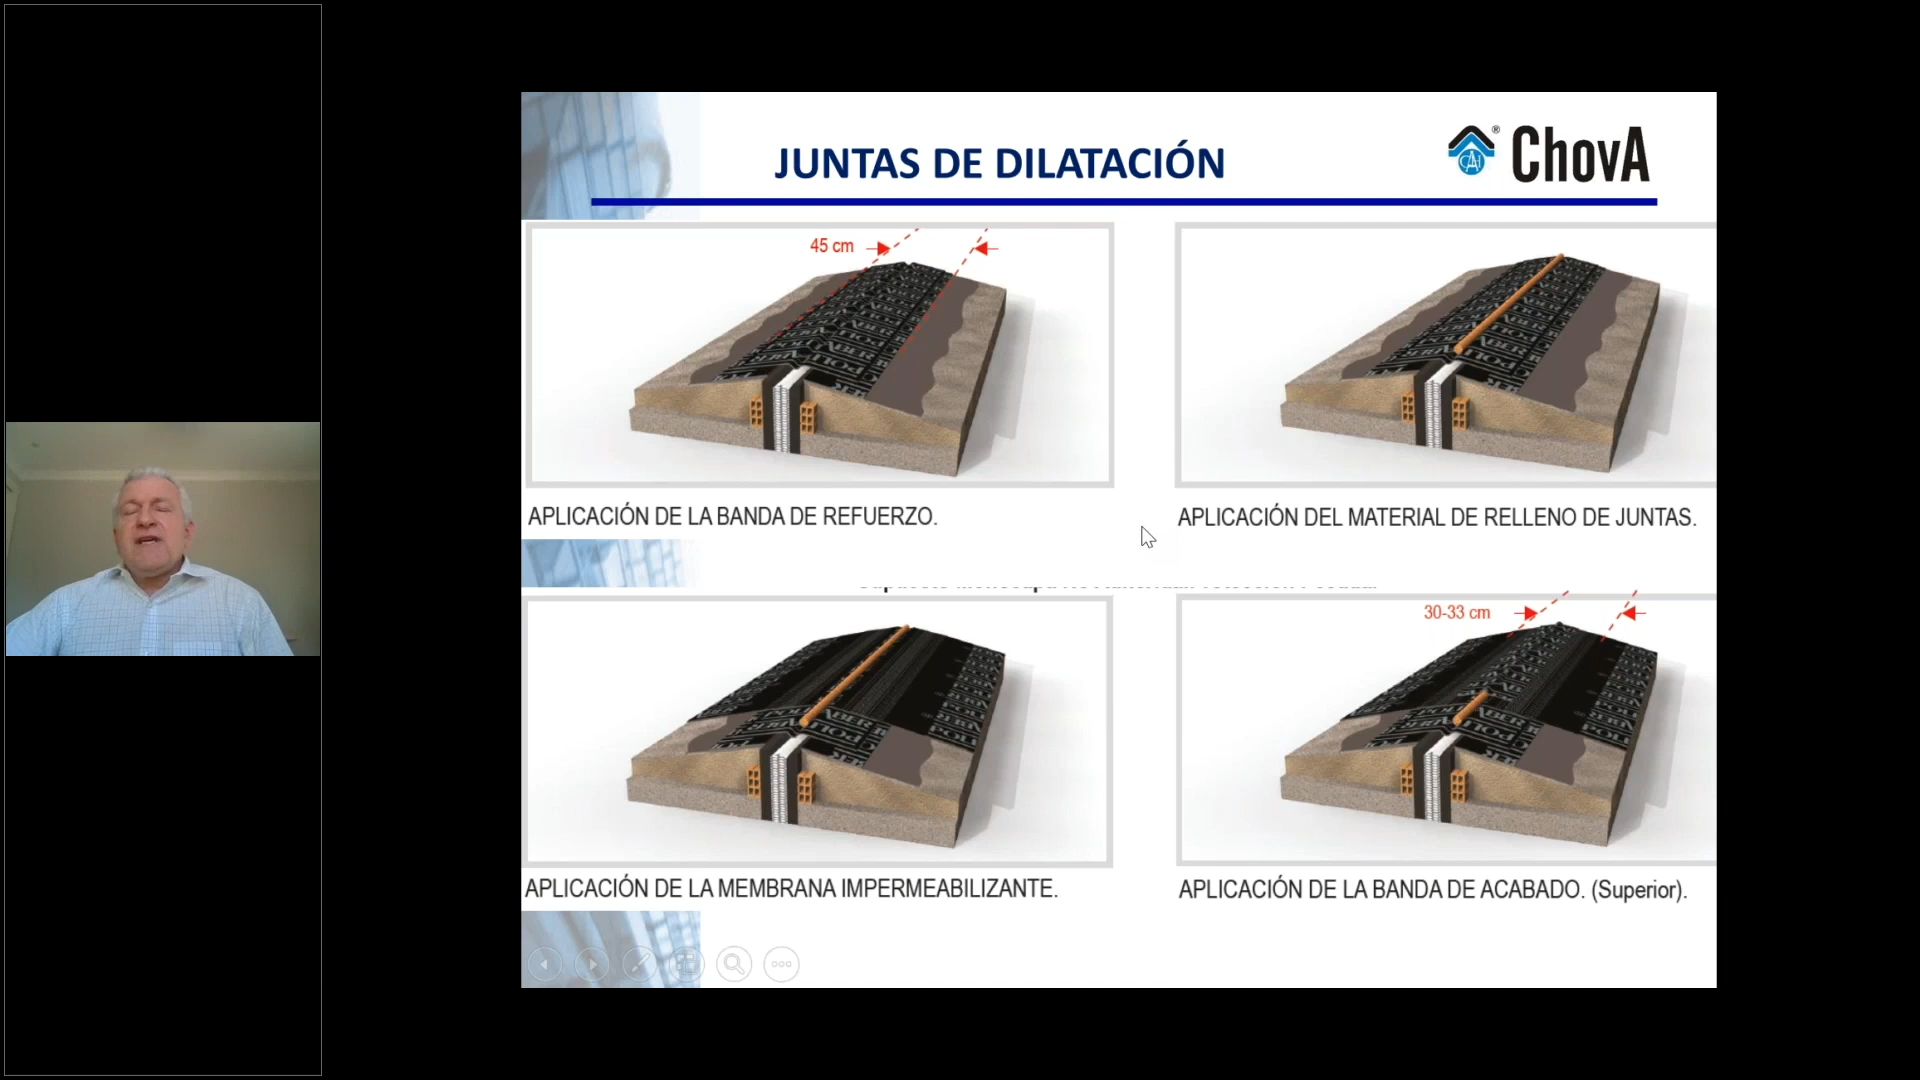 JUNTAS DE DILATACIÓN
® ChovA
45 cm
APLICACIÓN DE LA BANDA DE REFUERZO.
APLICACIÓN DEL MATERIAL DE RELLENO DE JUNTAS.
30-33 cm
APLICACIÓN DE LA MEMBRANA IMPERMEABILIZANTE.
APLICACIÓN DE LA BANDA DE ACABADO. (Superior).